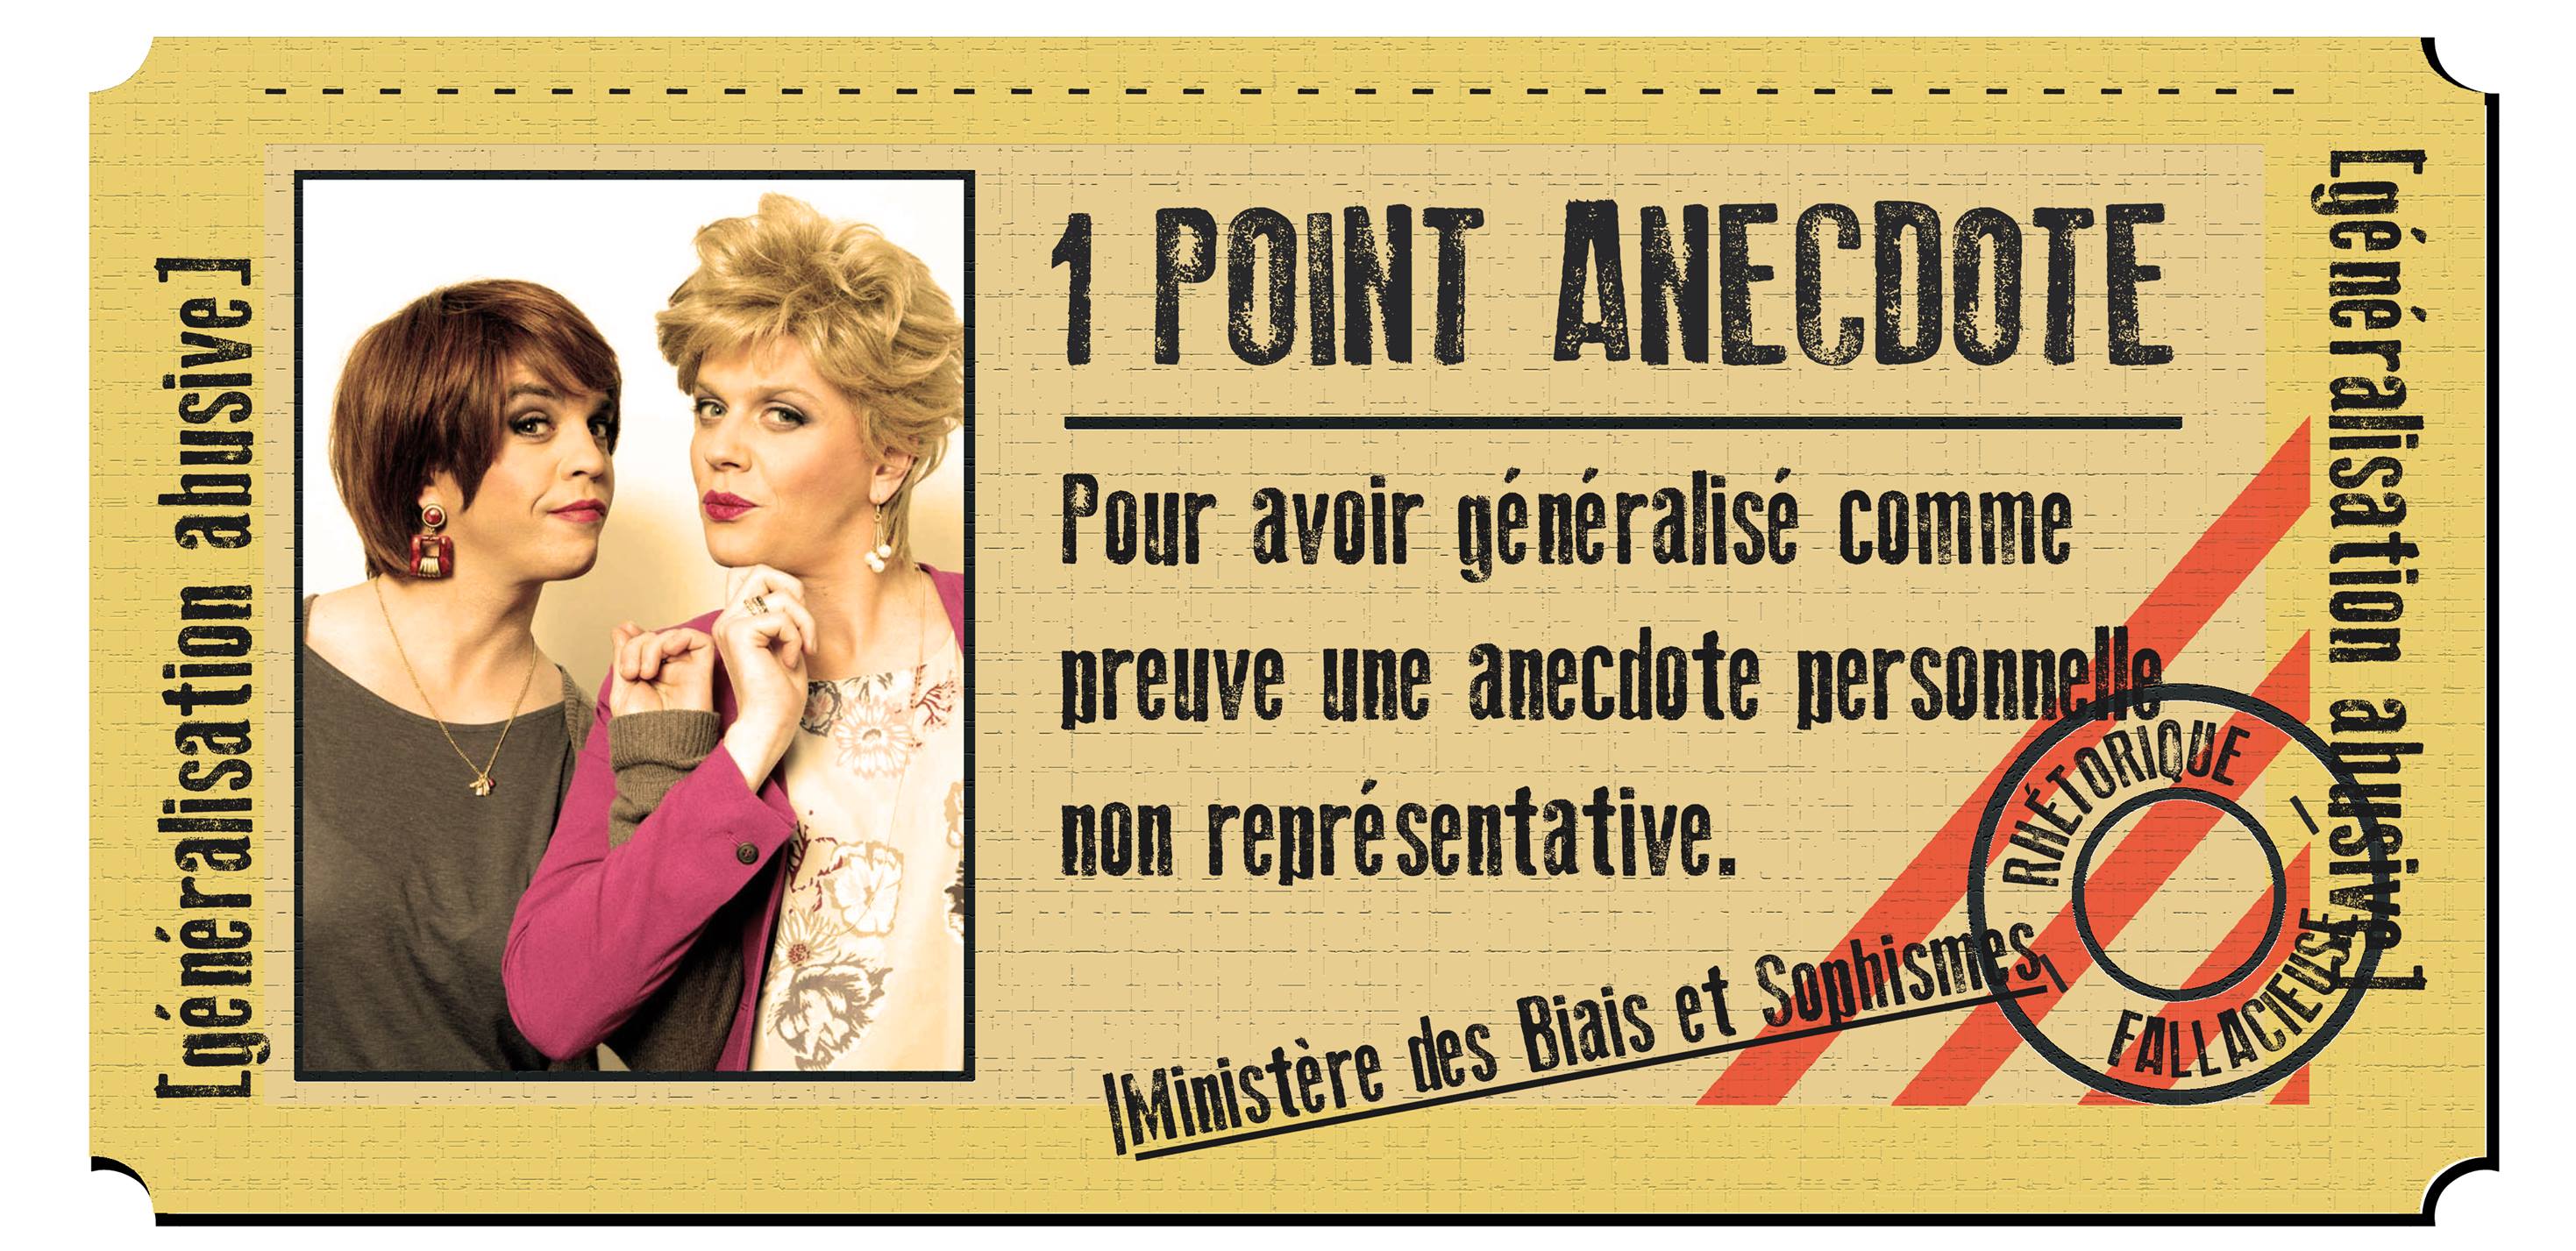 [généralisation abusive]
1 POINT ANECDOTE
Pour avoir généralisé comme
preuve une anecdote personnelle
non représentative.
|Ministère des Biais et Sophismes|
RHÉTORIQUE
FALLACIEUSE
[généralisation abusive]